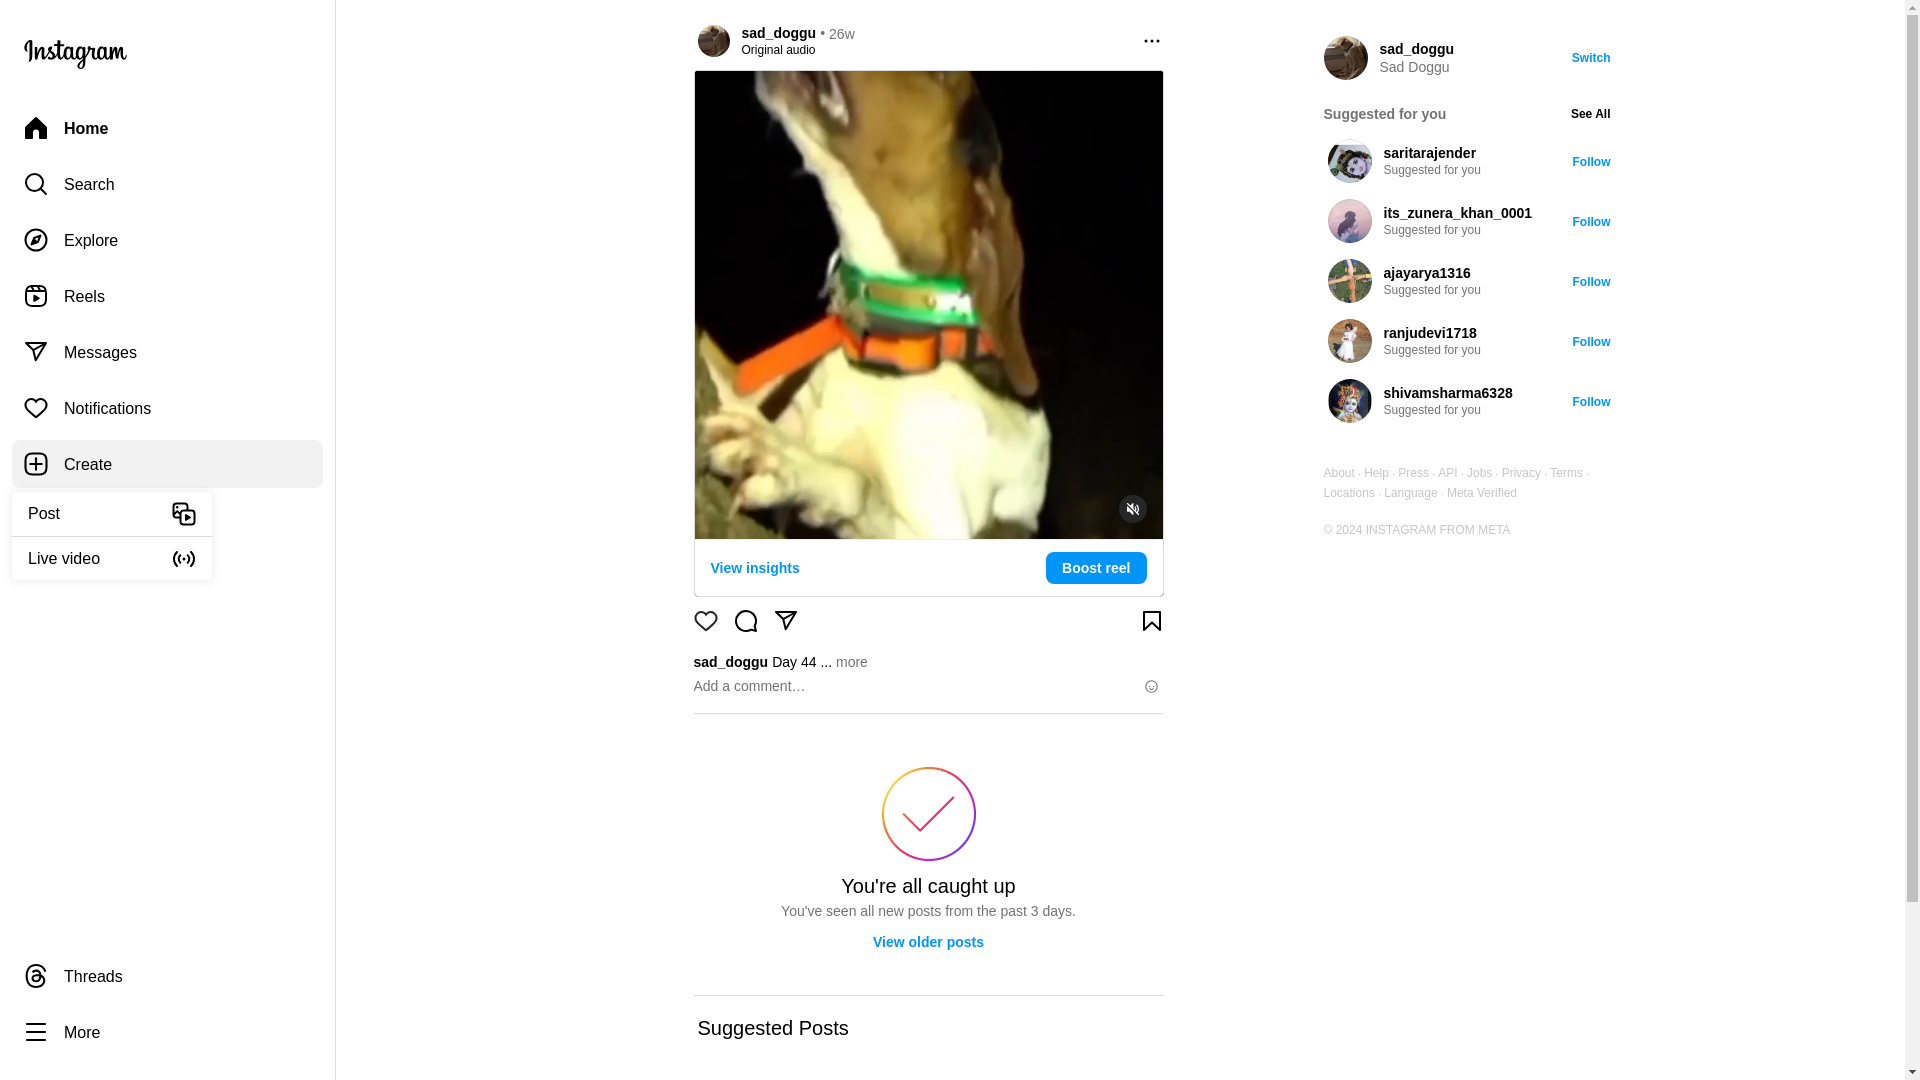 Instagram
Home
Search
Explore
Reels
Messages
Notifications
Create
Post
Live video
Threads
More
sad_doggu • 26w
Original audio
View insights
Boost reel
sad_doggu Day 44 ... more
Add a comment…
You're all caught up
You've seen all new posts from the past 3 days.
View older posts
Suggested Posts
sad_doggu
Sad Doggu
Switch
Suggested for you
See All
saritarajender
Suggested for you
Follow
its_zunera_khan_0001
Suggested for you
Follow
ajayarya1316
Suggested for you
Follow
ranjudevi1718
Suggested for you
Follow
shivamsharma6328
Suggested for you
Follow
About · Help · Press · API · Jobs · Privacy · Terms ·
Locations · Language · Meta Verified
© 2024 INSTAGRAM FROM META